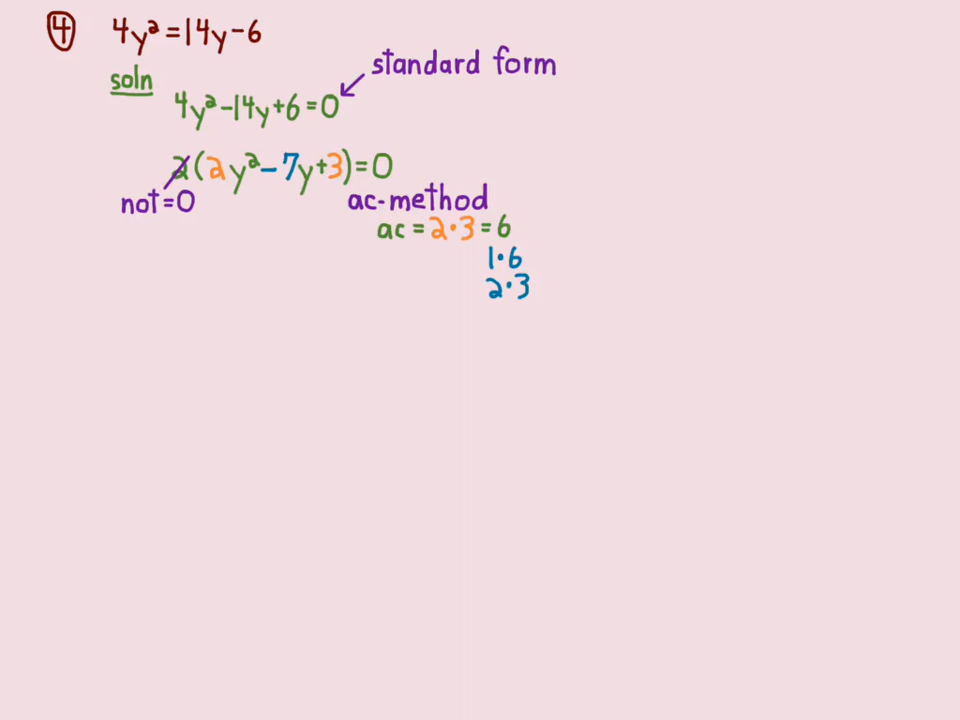 ④ 4y² = 14y - 6
soln
standard form
4y² - 14y + 6 = 0
2(2y² - 7y + 3) = 0
not = 0
ac-method
ac = 2 · 3 = 6
1 · 6
2 · 3